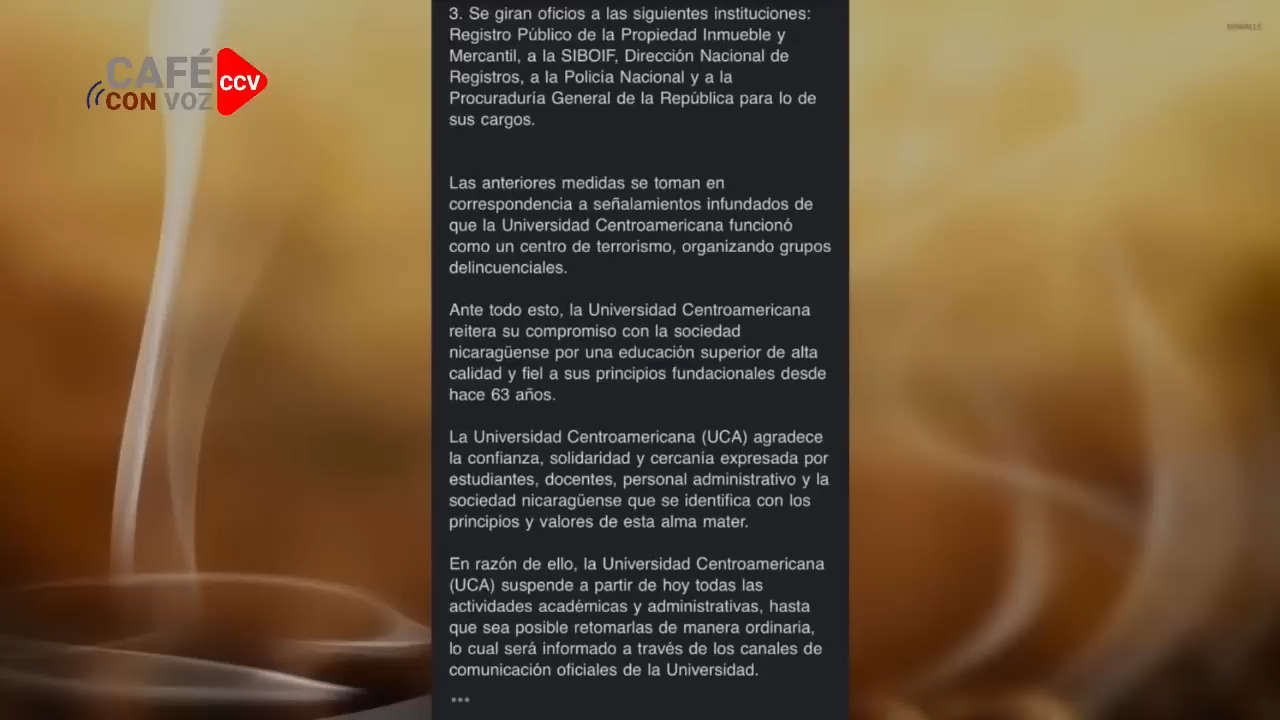 CAFÉ
CON VOZ
CCV
3. Se giran oficios a las siguientes instituciones:
Registro Público de la Propiedad Inmueble y
Mercantil, a la SIBOIF, Dirección Nacional de
Registros, a la Policía Nacional y a la
Procuraduría General de la República para lo de
sus cargos.
Las anteriores medidas se toman en
correspondencia a señalamientos infundados de
que la Universidad Centroamericana funcionó
como un centro de terrorismo, organizando grupos
delincuenciales.
Ante todo esto, la Universidad Centroamericana
reitera su compromiso con la sociedad
nicaragüense por una educación superior de alta
calidad y fiel a sus principios fundacionales desde
hace 63 años.
La Universidad Centroamericana (UCA) agradece
la confianza, solidaridad y cercanía expresada por
estudiantes, docentes, personal administrativo y la
sociedad nicaragüense que se identifica con los
principios y valores de esta alma mater.
En razón de ello, la Universidad Centroamericana
(UCA) suspende a partir de hoy todas las
actividades académicas y administrativas, hasta
que sea posible retomarlas de manera ordinaria,
lo cual será informado a través de los canales de
comunicación oficiales de la Universidad.